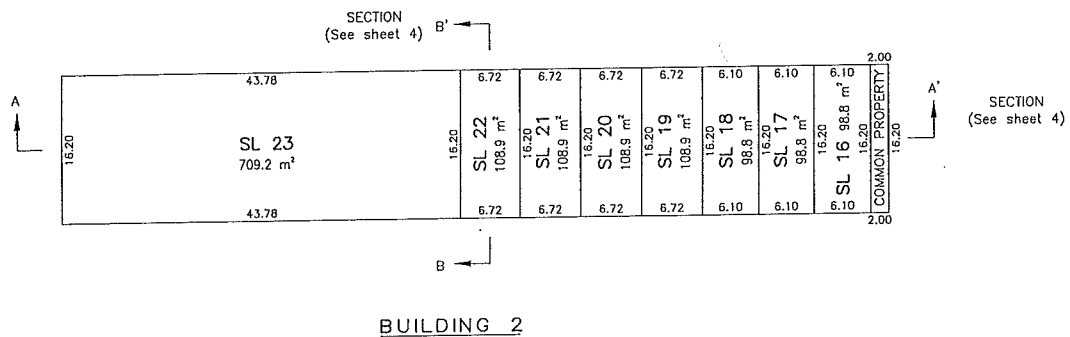 SECTION
(See sheet 4)
B'
2.00
43.78
6.72
6.72
6.72
6.72
6.10
6.10
6.10
A
A'
SECTION
(See sheet 4)
16.20
SL 23
709.2 m²
16.20
SL 22
108.9 m²
16.20
SL 21
108.9 m²
16.20
SL 20
108.9 m²
16.20
SL 19
108.9 m²
16.20
SL 18
98.8 m²
16.20
SL 17
98.8 m²
16.20
SL 16 98.8 m²
16.20
COMMON PROPERTY
16.20
43.78
6.72
6.72
6.72
6.72
6.10
6.10
6.10
2.00
B
BUILDING 2